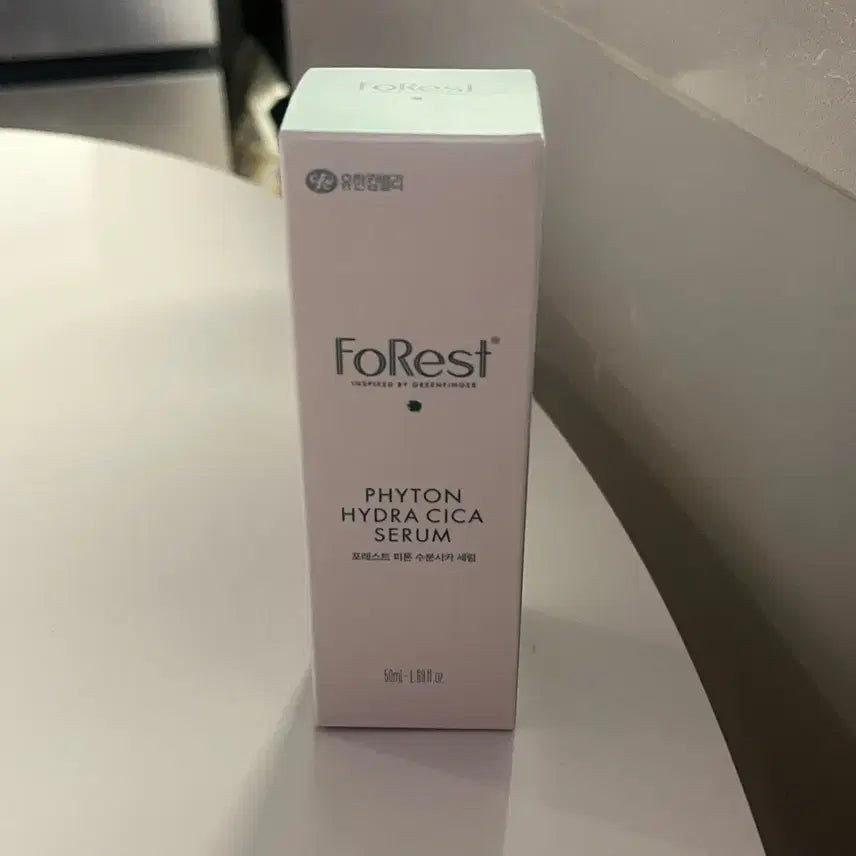 FoRest
유한킴벌리
FoRest
INSPIRED BY GREENFINGER
PHYTON
HYDRA CICA
SERUM
포레스트 피톤 수분시카 세럼
50ml - 1.69 fl oz.